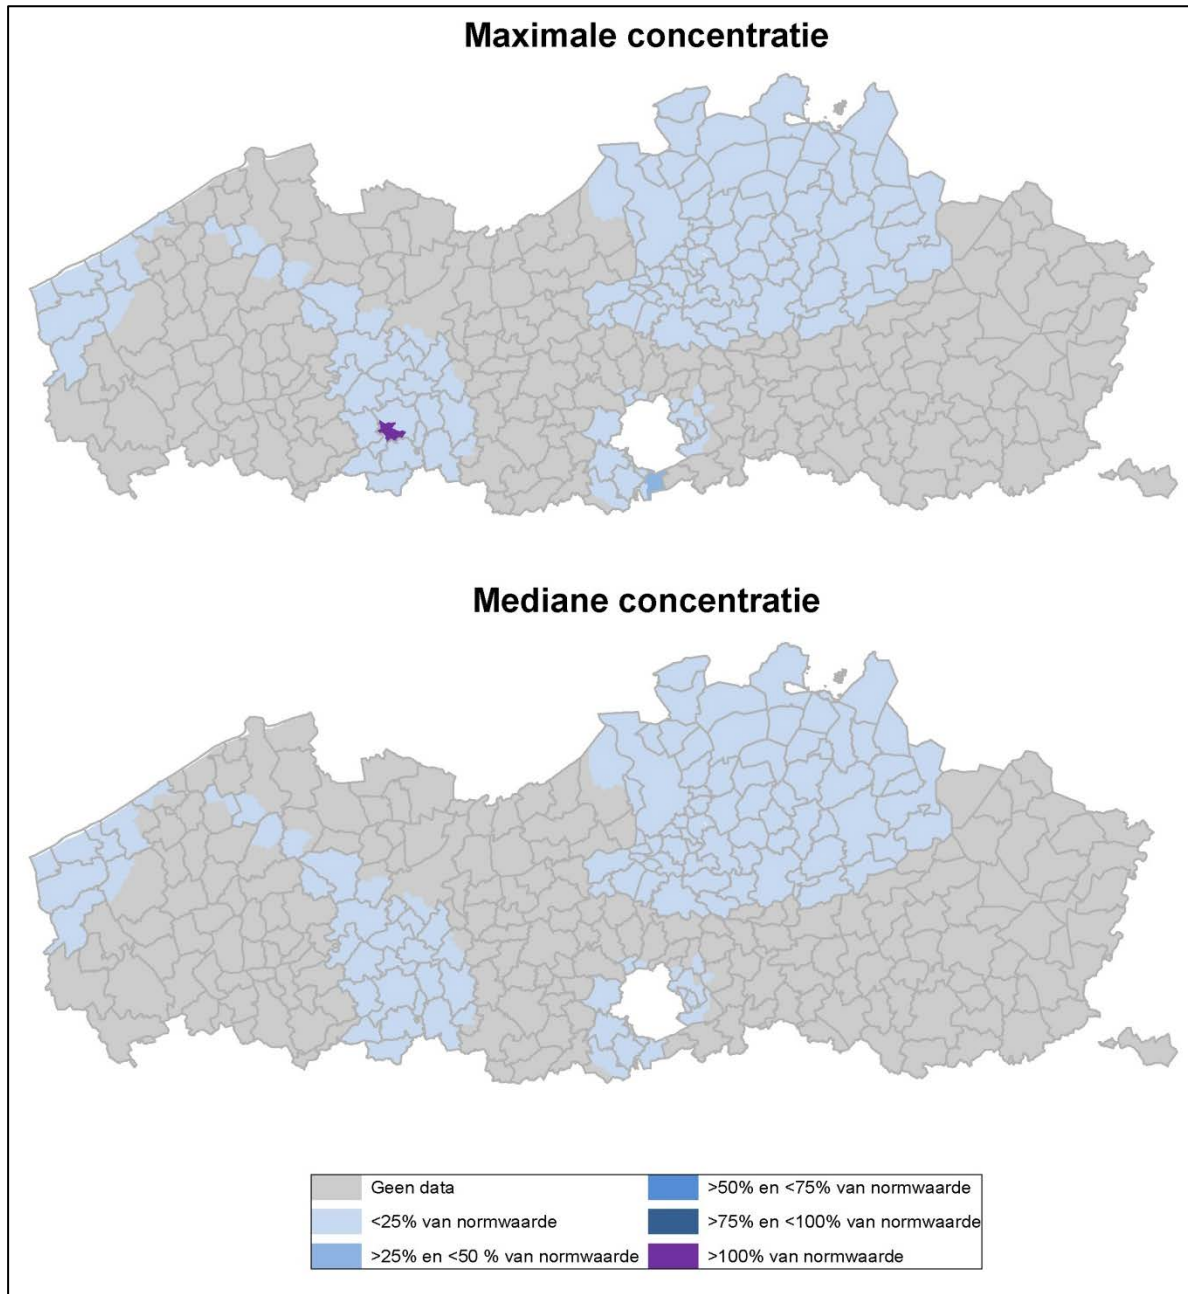 Maximale concentratie
Mediane concentratie
Geen data
<25% van normwaarde
>25% en <50 % van normwaarde
>50% en <75% van normwaarde
>75% en <100% van normwaarde
>100% van normwaarde